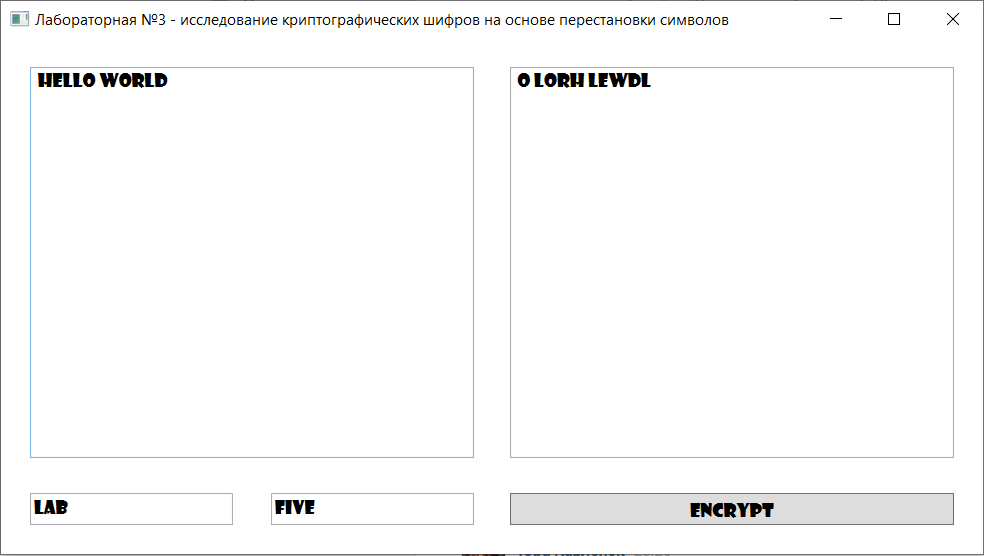 Лабораторная №3 - исследование криптографических шифров на основе перестановки символов
HELLO WORLD
O LORH LEWDL
LAB
FIVE
ENCRYPT